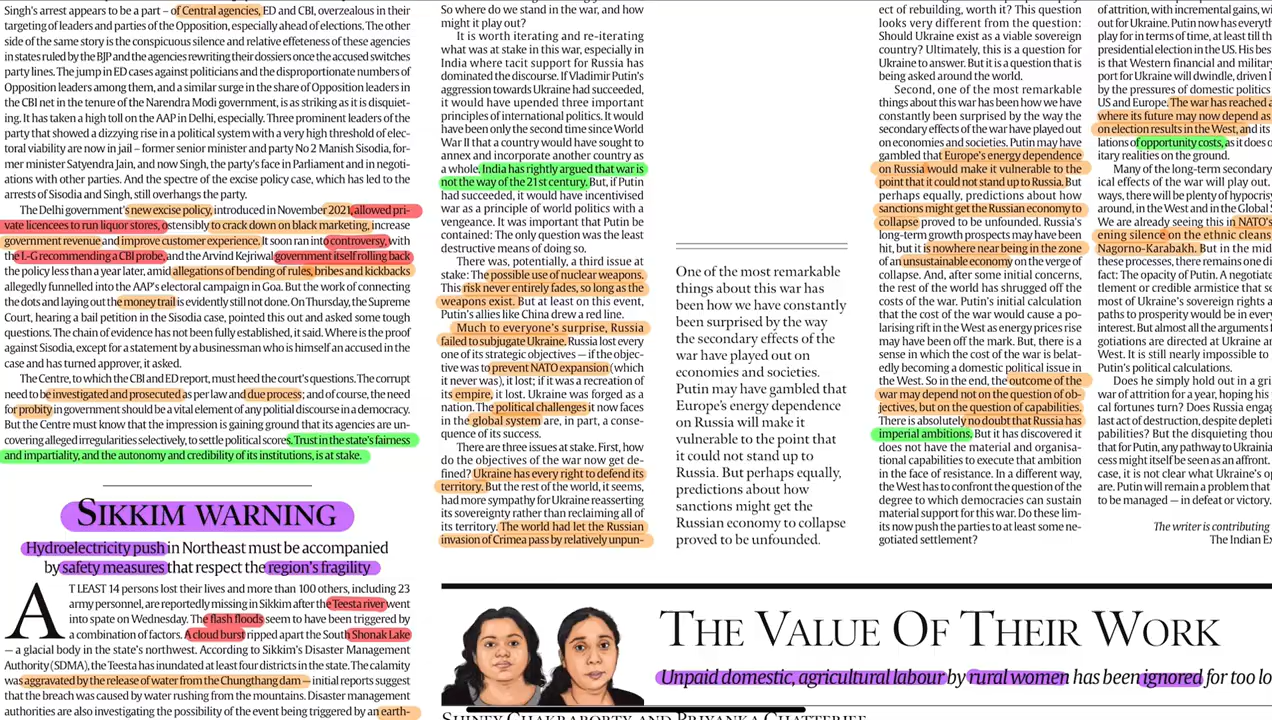 Singh's arrest appears to be a part – of Central agencies, ED and CBI, overzealous in their
targeting of leaders and parties of the Opposition, especially ahead of elections. The other
side of the same story is the conspicuous silence and relative effeteness of these agencies
in states ruled by the BJP and the agencies rewriting their dossiers once the accused switches
party lines. The jump in ED cases against politicians and the disproportionate numbers of
Opposition leaders among them, and a similar surge in the share of Opposition leaders in
the CBI net in the tenure of the Narendra Modi government, is as striking as it is disquiet-
ing. It has taken a high toll on the AAP in Delhi, especially. Three prominent leaders of the
party that showed a dizzying rise in a political system with a very high threshold of elec-
toral viability are now in jail – former senior minister and party No 2 Manish Sisodia, for-
mer minister Satyendra Jain, and now Singh, the party's face in Parliament and in negoti-
ations with other parties. And the spectre of the excise policy case, which has led to the
arrests of Sisodia and Singh, still overhangs the party.
The Delhi government's new excise policy, introduced in November 2021, allowed pri-
vate licencees to run liquor stores, ostensibly to crack down on black marketing, increase
government revenue and improve customer experience. It soon ran into controversy, with
the L-G recommending a CBI probe, and the Arvind Kejriwal government itself rolling back
the policy less than a year later, amid allegations of bending of rules, bribes and kickbacks
allegedly funnelled into the AAP's electoral campaign in Goa. But the work of connecting
the dots and laying out the money trail is evidently still not done. On Thursday, the Supreme
Court, hearing a bail petition in the Sisodia case, pointed this out and asked some tough
questions. The chain of evidence has not been fully established, it said. Where is the proof
against Sisodia, except for a statement by a businessman who is himself an accused in the
case and has turned approver, it asked.
The Centre, to which the CBI and ED report, must heed the court's questions. The corrupt
need to be investigated and prosecuted as per law and due process; and of course, the need
for probity in government should be a vital element of any politial discourse in a democracy.
But the Centre must know that the impression is gaining ground that its agencies are un-
covering alleged irregularities selectively, to settle political scores. Trust in the state's fairness
and impartiality, and the autonomy and credibility of its institutions, is at stake.
SIKKIM WARNING
Hydroelectricity push in Northeast must be accompanied
by safety measures that respect the region's fragility
AT LEAST 14 persons lost their lives and more than 100 others, including 23
army personnel, are reportedly missing in Sikkim after the Teesta river went
into spate on Wednesday. The flash floods seem to have been triggered by
a combination of factors. A cloud burst ripped apart the South Shonak Lake
— a glacial body in the state's northwest. According to Sikkim's Disaster Management
Authority (SDMA), the Teesta has inundated at least four districts in the state. The calamity
was aggravated by the release of water from the Chungthang dam — initial reports suggest
that the breach was caused by water rushing from the mountains. Disaster management
authorities are also investigating the possibility of the event being triggered by an earth-
So where do we stand in the war, and how
might it play out?
It is worth iterating and re-iterating
what was at stake in this war, especially in
India where tacit support for Russia has
dominated the discourse. If Vladimir Putin's
aggression towards Ukraine had succeeded,
it would have upended three important
principles of international politics. It would
have been only the second time since World
War II that a country would have sought to
annex and incorporate another country as
a whole. India has rightly argued that war is
not the way of the 21st century. But, if Putin
had succeeded, it would have incentivised
war as a principle of world politics with a
vengeance. It was important that Putin be
contained: The only question was the least
destructive means of doing so.
There was, potentially, a third issue at
stake: The possible use of nuclear weapons.
This risk never entirely fades, so long as the
weapons exist. But at least on this event,
Putin's allies like China drew a red line.
Much to everyone's surprise, Russia
failed to subjugate Ukraine. Russia lost every
one of its strategic objectives — if the objec-
tive was to prevent NATO expansion (which
it never was), it lost; if it was a recreation of
its empire, it lost. Ukraine was forged as a
nation. The political challenges it now faces
in the global system are, in part, a conse-
quence of its success.
There are three issues at stake. First, how
do the objectives of the war now get de-
fined? Ukraine has every right to defend its
territory. But the rest of the world, it seems,
had more sympathy for Ukraine reasserting
its sovereignty rather than reclaiming all of
its territory. The world had let the Russian
invasion of Crimea pass by relatively unpun-
One of the most remarkable
things about this war has
been how we have constantly
been surprised by the way
the secondary effects of the
war have played out on
economies and societies.
Putin may have gambled that
Europe's energy dependence
on Russia will make it
vulnerable to the point that
it could not stand up to
Russia. But perhaps equally,
predictions about how
sanctions might get the
Russian economy to collapse
proved to be unfounded.
ect of rebuilding, worth it? This question
looks very different from the question:
Should Ukraine exist as a viable sovereign
country? Ultimately, this is a question for
Ukraine to answer. But it is a question that is
being asked around the world.
Second, one of the most remarkable
things about this war has been how we have
constantly been surprised by the way the
secondary effects of the war have played out
on economies and societies. Putin may have
gambled that Europe's energy dependence
on Russia would make it vulnerable to the
point that it could not stand up to Russia. But
perhaps equally, predictions about how
sanctions might get the Russian economy to
collapse proved to be unfounded. Russia's
long-term growth prospects may have been
hit, but it is nowhere near being in the zone
of an unsustainable economy on the verge of
collapse. And, after some initial concerns,
the rest of the world has shrugged off the
costs of the war. Putin's initial calculation
that the cost of the war would cause a po-
larising rift in the West as energy prices rise
may have been off the mark. But, there is a
sense in which the cost of the war is belat-
edly becoming a domestic political issue in
the West. So in the end, the outcome of the
war may depend not on the question of ob-
jectives, but on the question of capabilities.
There is absolutely no doubt that Russia has
imperial ambitions. But it has discovered it
does not have the material and organisa-
tional capabilities to execute that ambition
in the face of resistance. In a different way,
the West has to confront the question of the
degree to which democracies can sustain
material support for this war. Do these lim-
its now push the parties to at least some ne-
gotiated settlement?
of attrition, with incremental gains, wi
out for Ukraine. Putin now has everyth
play for in terms of time, at least till th
presidential election in the US. His bes
is that Western financial and military
port for Ukraine will dwindle, driven l
by the pressures of domestic politics
US and Europe. The war has reached a
where its future may now depend as
on election results in the West, and its
lations of opportunity costs, as it does o
itary realities on the ground.
Many of the long-term secondary
ical effects of the war will play out.
ways, there will be plenty of hypocrisy
around, in the West and in the Global S
We are already seeing this in NATO's
ening silence on the ethnic cleans
Nagorno-Karabakh. But in the mid
these processes, there remains one di
fact: The opacity of Putin. A negotiate
tlement or credible armistice that se
most of Ukraine's sovereign rights a
paths to prosperity would be in every
interest. But almost all the arguments f
gotiations are directed at Ukraine an
West. It is still nearly impossible to
Putin's political calculations.
Does he simply hold out in a gri
war of attrition for a year, hoping his
cal fortunes turn? Does Russia engag
last act of destruction, despite depleti
pabilities? But the disquieting thou
that for Putin, any pathway to Ukrainia
cess might itself be seen as an affront.
case, it is not clear what Ukraine's op
are. Putin will remain a problem that
to be managed — in defeat or victory.
The writer is contributing
The Indian Ex
THE VALUE OF THEIR WORK
Unpaid domestic, agricultural labour by rural women has been ignored for too lo
SHINEY CHAKRABORTY AND PRIYANKA CHATTERJEE